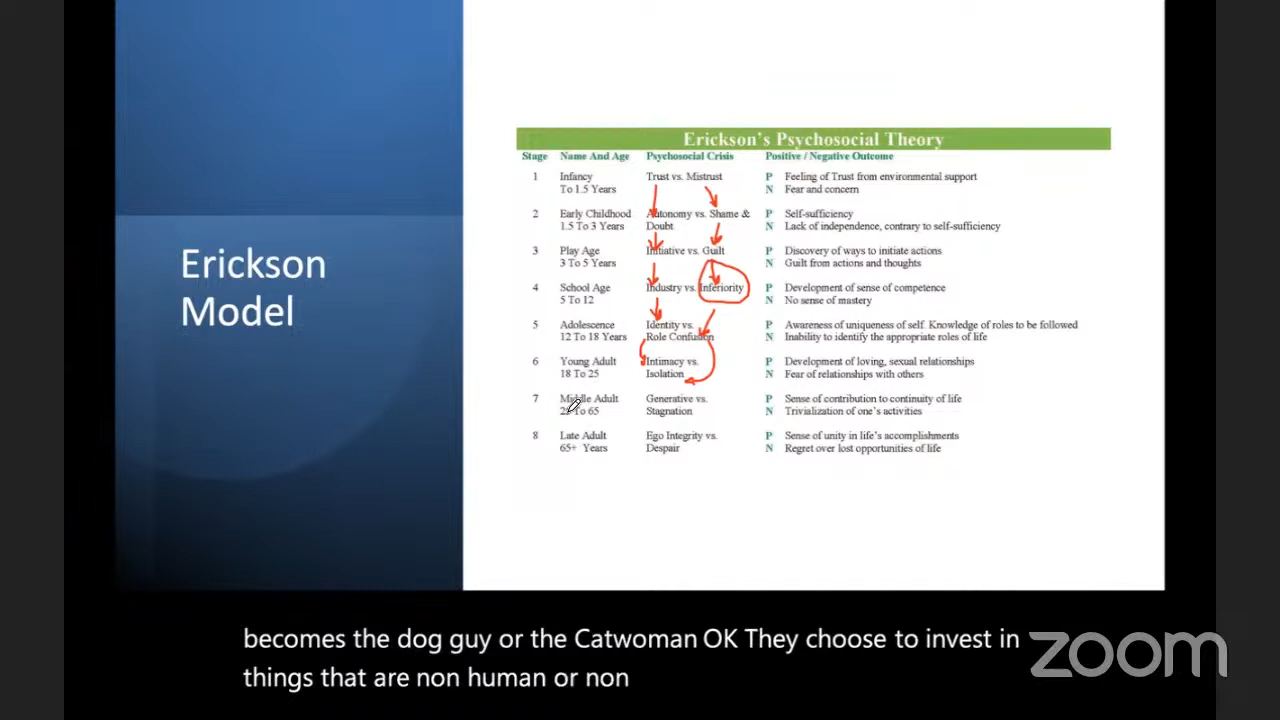 Erickson
Model
Erickson's Psychosocial Theory
Stage Name And Age Psychosocial Crisis Positive / Negative Outcome
1 Infancy Trust vs. Mistrust P Feeling of Trust from environmental support
To 1.5 Years N Fear and concern
2 Early Childhood Autonomy vs. Shame & P Self-sufficiency
1.5 To 3 Years Doubt N Lack of independence, contrary to self-sufficiency
3 Play Age Initiative vs. Guilt P Discovery of ways to initiate actions
3 To 5 Years N Guilt from actions and thoughts
4 School Age Industry vs. Inferiority P Development of sense of competence
5 To 12 N No sense of mastery
5 Adolescence Identity vs. P Awareness of uniqueness of self. Knowledge of roles to be followed
12 To 18 Years Role Confusion N Inability to identify the appropriate roles of life
6 Young Adult Intimacy vs. P Development of loving, sexual relationships
18 To 25 Isolation N Fear of relationships with others
7 Middle Adult Generative vs. P Sense of contribution to continuity of life
25 To 65 Stagnation N Trivialization of one's activities
8 Late Adult Ego Integrity vs. P Sense of unity in life's accomplishments
65+ Years Despair N Regret over lost opportunities of life
becomes the dog guy or the Catwoman OK They choose to invest in
things that are non human or non
zoom